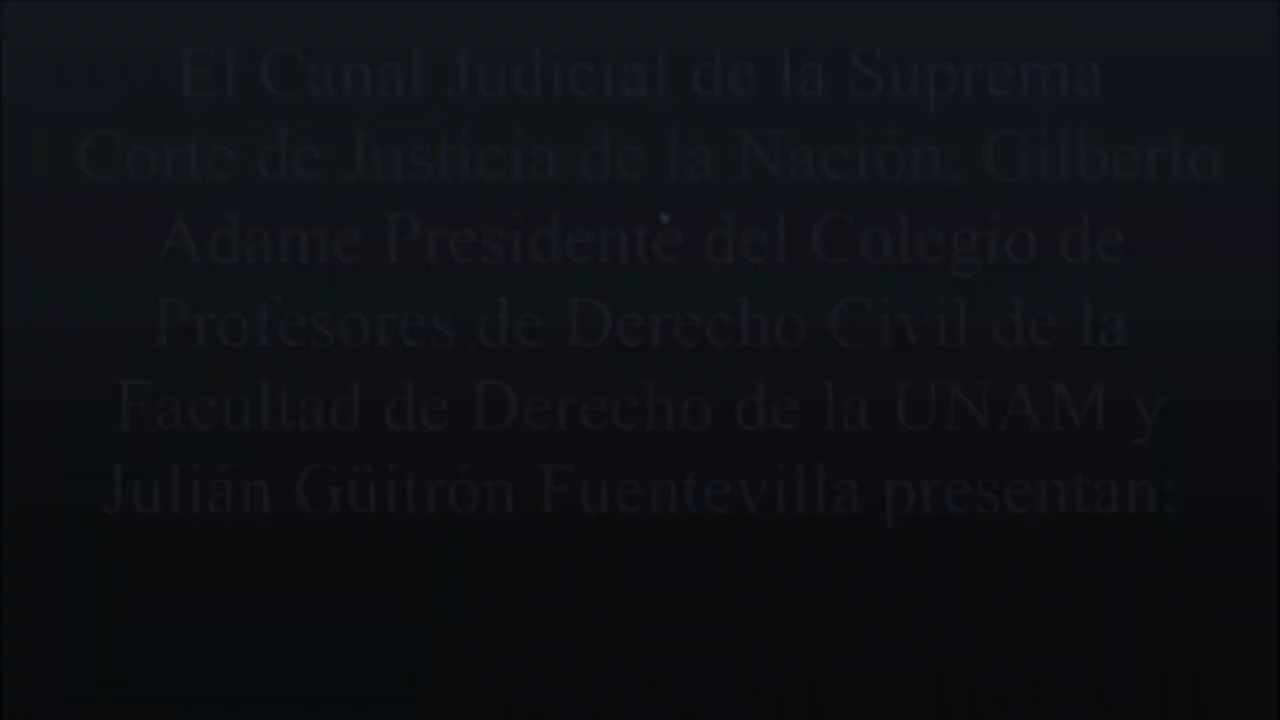 El Canal Judicial de la Suprema
Corte de Justicia de la Nación, Gilberto
Adame Presidente del Colegio de
Profesores de Derecho Civil de la
Facultad de Derecho de la UNAM y
Julián Güitrón Fuentevilla presentan: